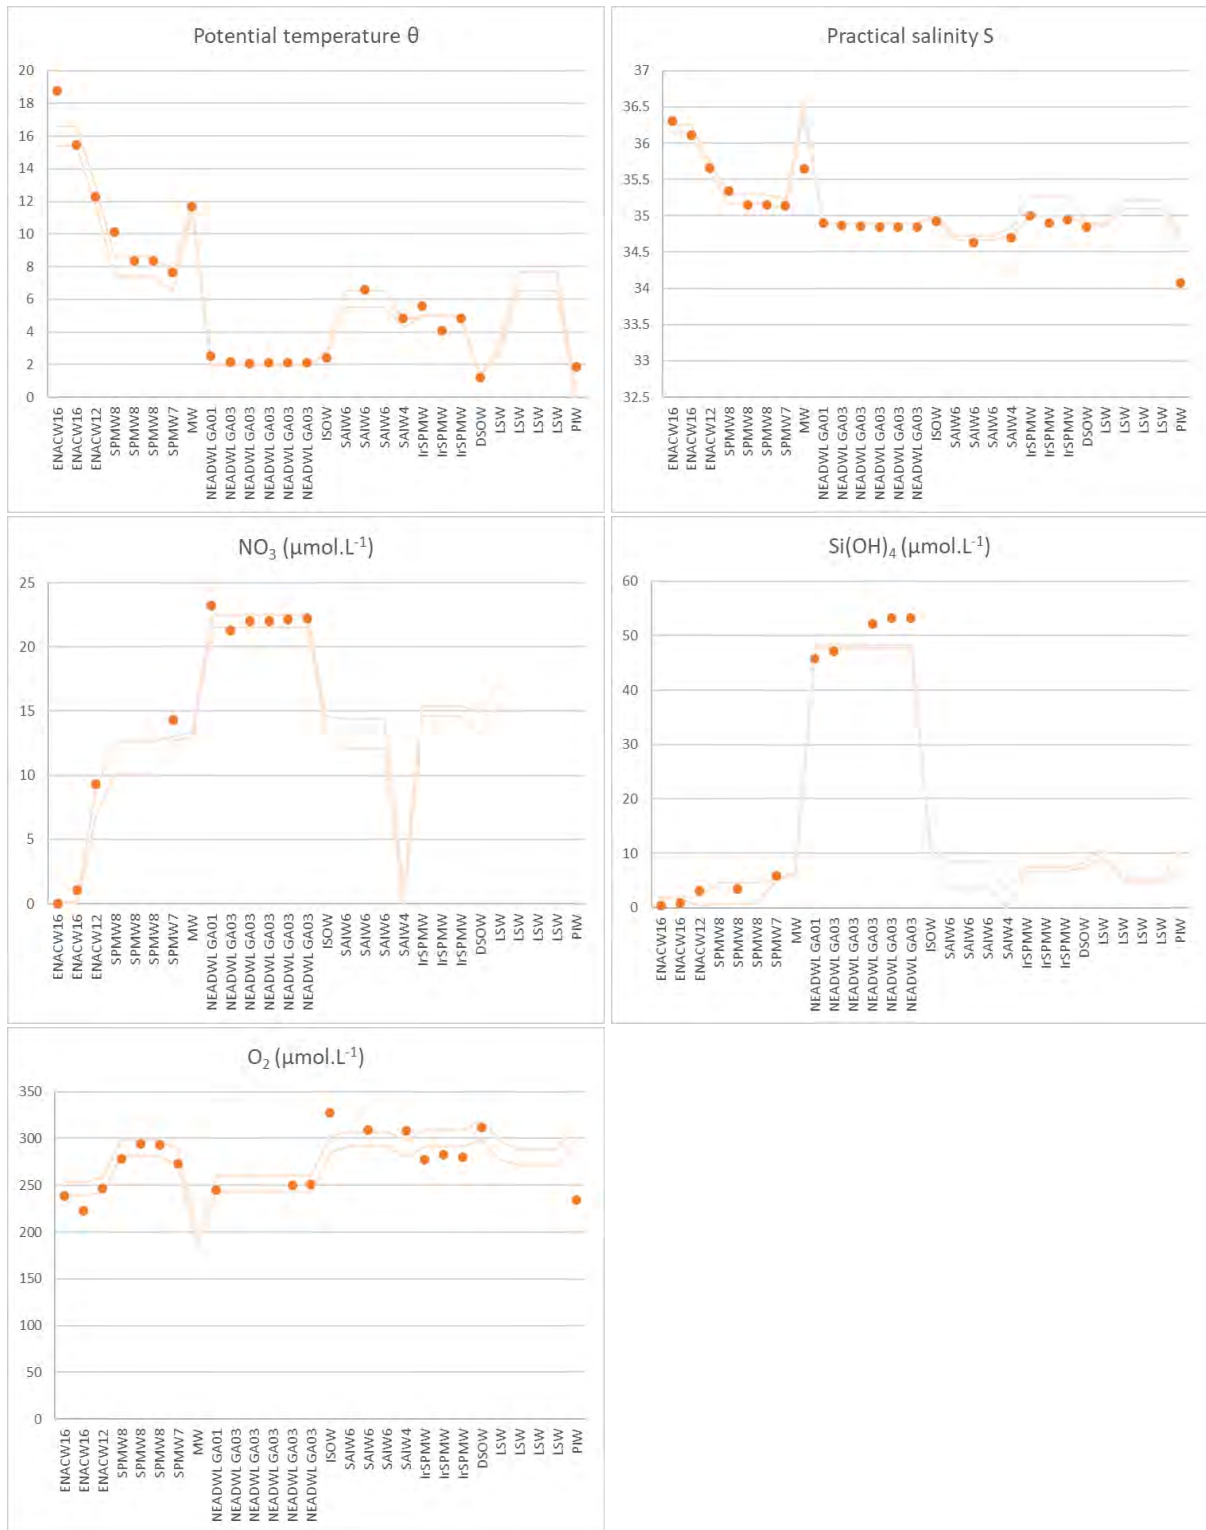 Potential temperature θ
20
18
16
14
12
10
8
6
4
2
0
ENACW16
ENACW16
ENACW12
SPMW8
SPMW8
SPMW8
SPMW7
MW
NEADWL GA01
NEADWL GA03
NEADWL GA03
NEADWL GA03
NEADWL GA03
NEADWL GA03
ISOW
SAIW6
SAIW6
SAIW6
SAIW4
IrSPMW
IrSPMW
IrSPMW
DSOW
LSW
LSW
LSW
LSW
PIW
Practical salinity S
37
36.5
36
35.5
35
34.5
34
33.5
33
32.5
ENACW16
ENACW16
ENACW12
SPMW8
SPMW8
SPMW8
SPMW7
MW
NEADWL GA01
NEADWL GA03
NEADWL GA03
NEADWL GA03
NEADWL GA03
NEADWL GA03
ISOW
SAIW6
SAIW6
SAIW6
SAIW4
IrSPMW
IrSPMW
IrSPMW
DSOW
LSW
LSW
LSW
LSW
PIW
NO₃ (µmol.L⁻¹)
25
20
15
10
5
0
ENACW16
ENACW16
ENACW12
SPMW8
SPMW8
SPMW8
SPMW7
MW
NEADWL GA01
NEADWL GA03
NEADWL GA03
NEADWL GA03
NEADWL GA03
NEADWL GA03
ISOW
SAIW6
SAIW6
SAIW6
SAIW4
IrSPMW
IrSPMW
IrSPMW
DSOW
LSW
LSW
LSW
LSW
PIW
Si(OH)₄ (µmol.L⁻¹)
60
50
40
30
20
10
0
ENACW16
ENACW16
ENACW12
SPMW8
SPMW8
SPMW8
SPMW7
MW
NEADWL GA01
NEADWL GA03
NEADWL GA03
NEADWL GA03
NEADWL GA03
NEADWL GA03
ISOW
SAIW6
SAIW6
SAIW6
SAIW4
IrSPMW
IrSPMW
IrSPMW
DSOW
LSW
LSW
LSW
LSW
PIW
O₂ (µmol.L⁻¹)
350
300
250
200
150
100
50
0
ENACW16
ENACW16
ENACW12
SPMW8
SPMW8
SPMW8
SPMW7
MW
NEADWL GA01
NEADWL GA03
NEADWL GA03
NEADWL GA03
NEADWL GA03
NEADWL GA03
ISOW
SAIW6
SAIW6
SAIW6
SAIW4
IrSPMW
IrSPMW
IrSPMW
DSOW
LSW
LSW
LSW
LSW
PIW